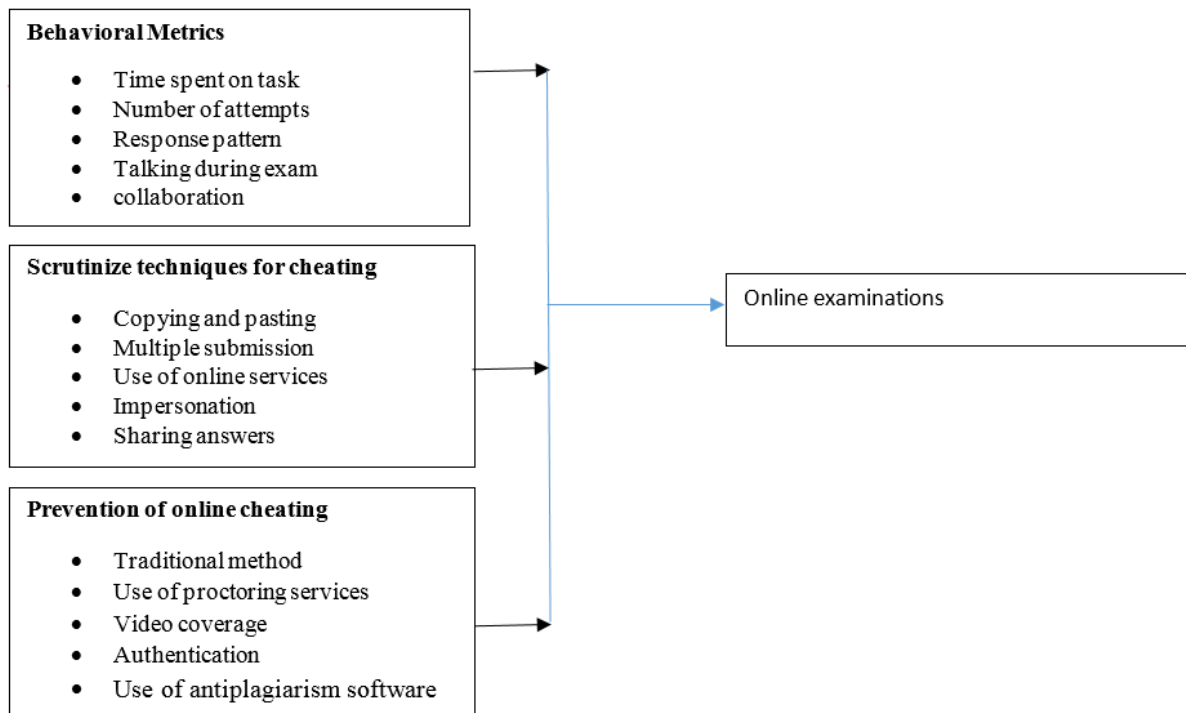 Behavioral Metrics
• Time spent on task
• Number of attempts
• Response pattern
• Talking during exam
• collaboration
Scrutinize techniques for cheating
• Copying and pasting
• Multiple submission
• Use of online services
• Impersonation
• Sharing answers
Prevention of online cheating
• Traditional method
• Use of proctoring services
• Video coverage
• Authentication
• Use of antiplagiarism software
Online examinations